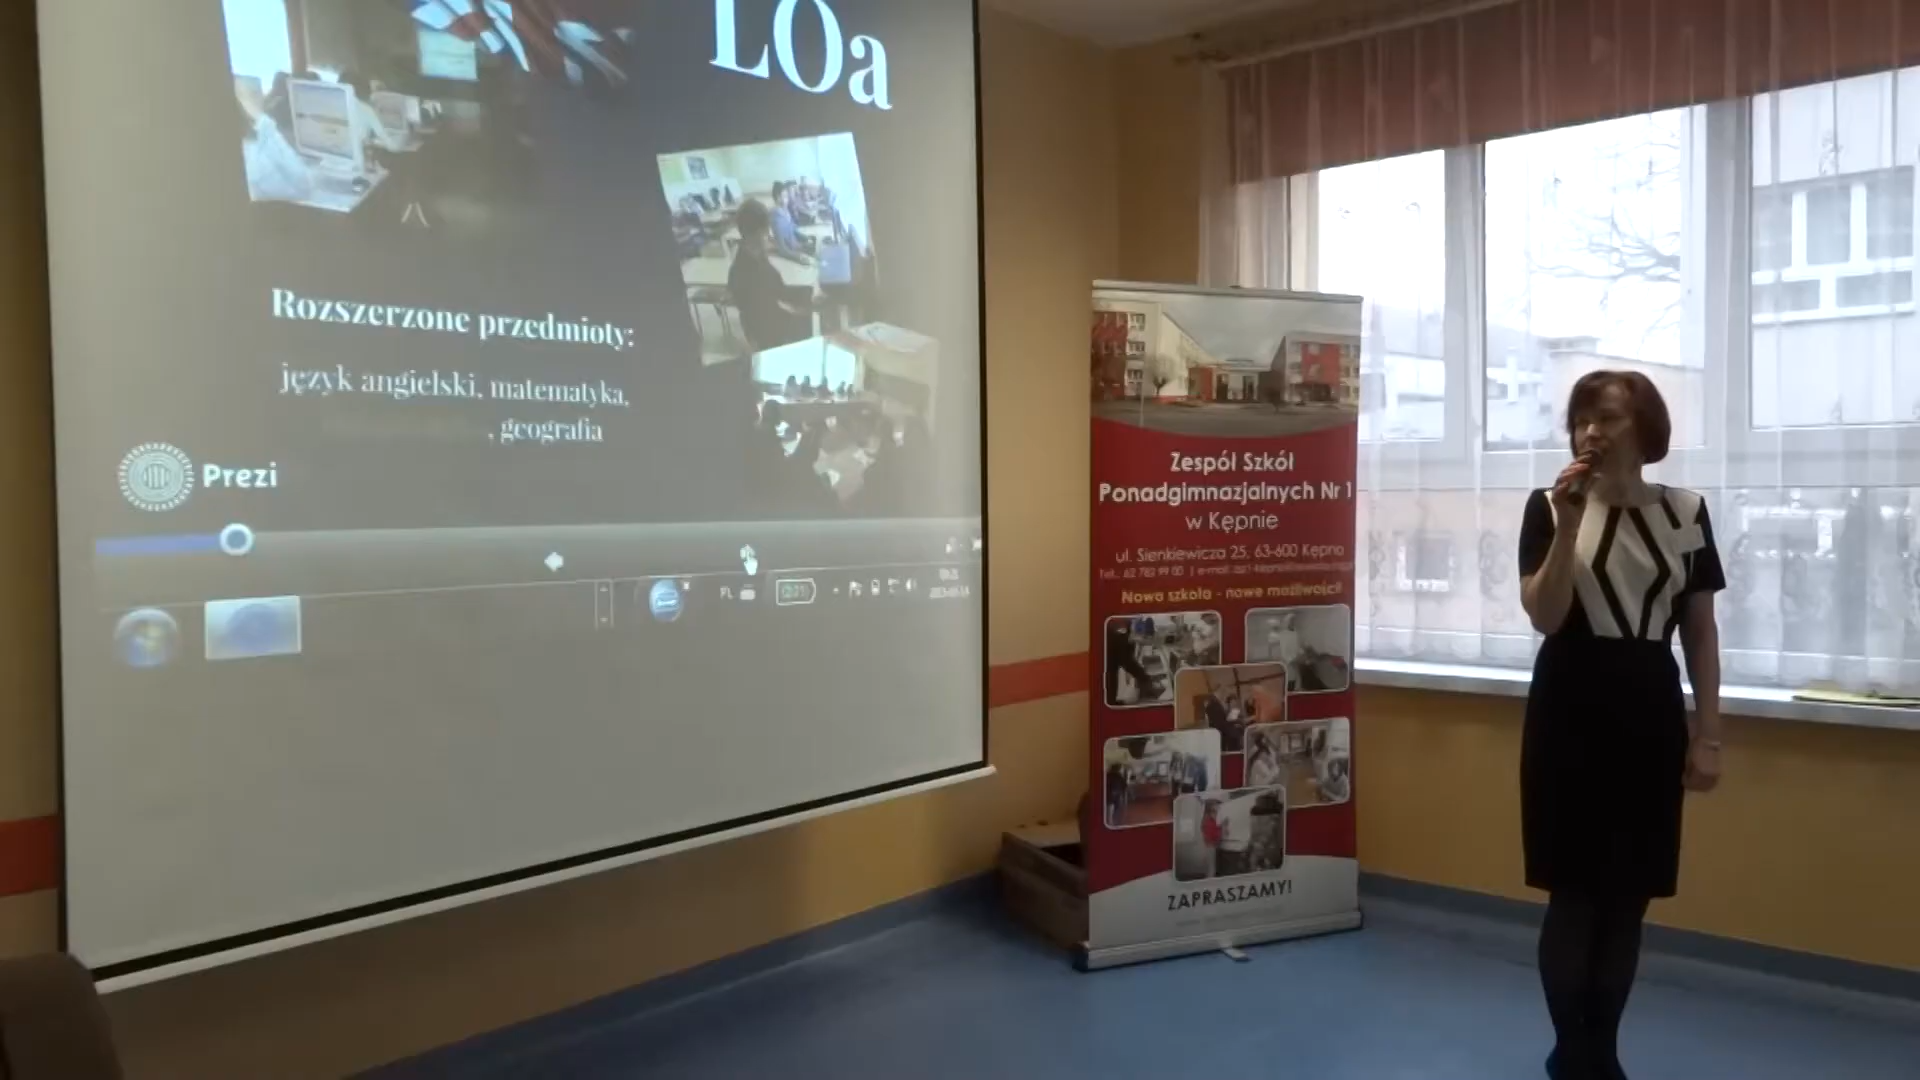 LOa
Rozszerzone przedmioty:
język angielski, matematyka,
, geografia
Prezi
PL
Zespół Szkół
Ponadgimnazjalnych Nr 1
w Kępnie
ul. Sienkiewicza 25, 63-600 Kępno
Nowa szkoła - nowe możliwości!
ZAPRASZAMY!